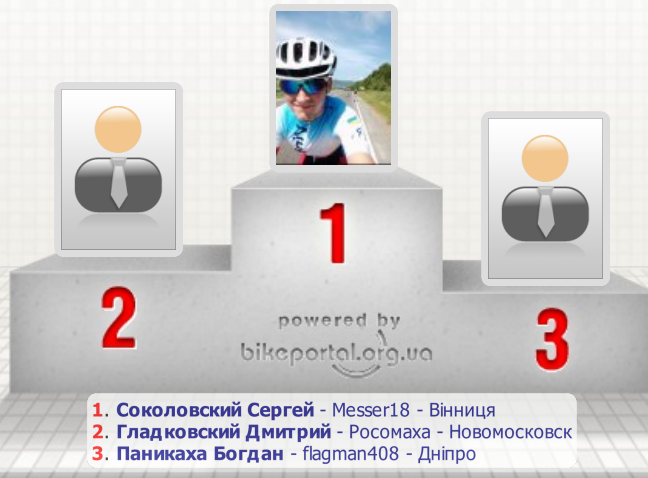 1
2
3
powered by
bikeportal.org.ua
1. Соколовский Сергей - Messer18 - Вінниця
2. Гладковский Дмитрий - Росомаха - Новомосковск
3. Паникаха Богдан - flagman408 - Дніпро